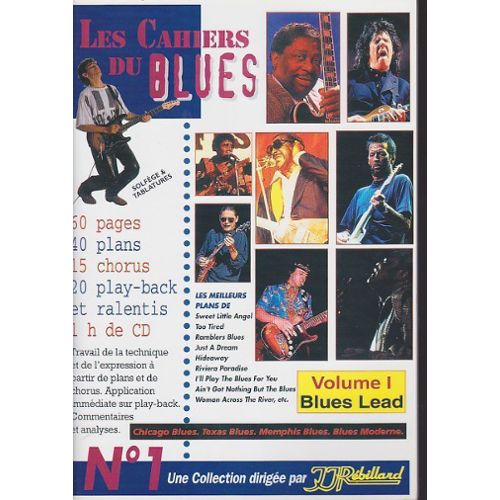 LES CAHIERS
DU BLUES
SOLFÈGE &
TABLATURES
60 pages
40 plans
15 chorus
20 play-back
et ralentis
1 h de CD
Travail de la technique
et de l'expression à
partir de plans et de
chorus. Application
immédiate sur play-back.
Commentaires
et analyses.
LES MEILLEURS
PLANS DE
Sweet Little Angel
Too Tired
Ramblers Blues
Just A Dream
Hideaway
Riviera Paradise
I'll Play The Blues For You
Ain't Got Nothing But The Blues
Woman Across The River, etc.
Volume I
Blues Lead
Chicago Blues. Texas Blues. Memphis Blues. Blues Moderne.
N°1
Une Collection dirigée par JJRébillard